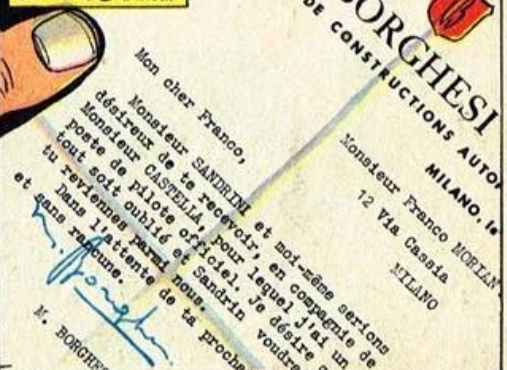 BORGHESI
DE CONSTRUCTIONS AUTO
MILANO, le
Monsieur Franco MORIAN
12 Via Cassia
MILANO
Mon cher Franco,
Monsieur SANDRINI et moi-même serions
désireux de te recevoir, en compagnie de
Monsieur CASTELLA, pour lequel j'ai un
poste de pilote officiel. Je désire
tout soit oublié et Sandrin voudra
tu reviennes parmi nous.
Dans l'attente de ta procha
et sans rancune.
M. Borghe
M. BORGHES